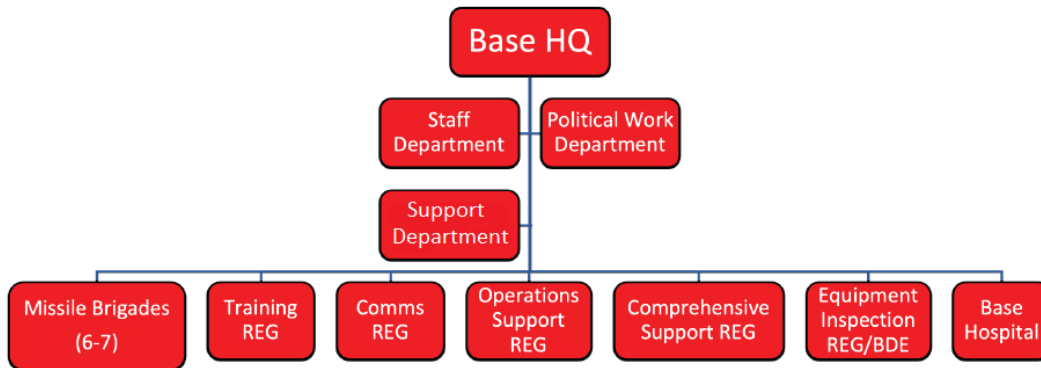 Base HQ
Staff
Department
Political Work
Department
Support
Department
Missile Brigades
(6-7)
Training
REG
Comms
REG
Operations
Support
REG
Comprehensive
Support REG
Equipment
Inspection
REG/BDE
Base
Hospital